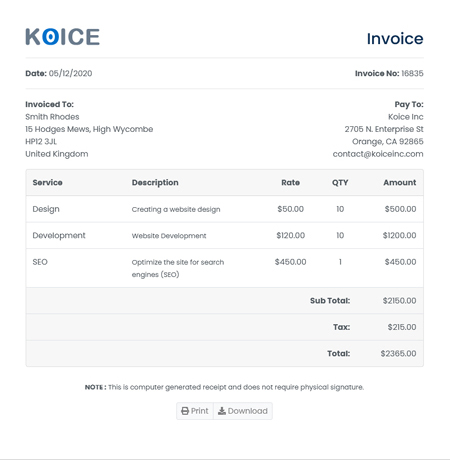 KOICE
Invoice
Date: 05/12/2020 Invoice No: 16835
Invoiced To: Pay To:
Smith Rhodes Koice Inc
15 Hodges Mews, High Wycombe 2705 N. Enterprise St
HP12 3JL Orange, CA 92865
United Kingdom contact@koiceinc.com
Service Description Rate QTY Amount
Design Creating a website design $50.00 10 $500.00
Development Website Development $120.00 10 $1200.00
SEO Optimize the site for search $450.00 1 $450.00
engines (SEO)
Sub Total: $2150.00
Tax: $215.00
Total: $2365.00
NOTE : This is computer generated receipt and does not require physical signature.
Print Download